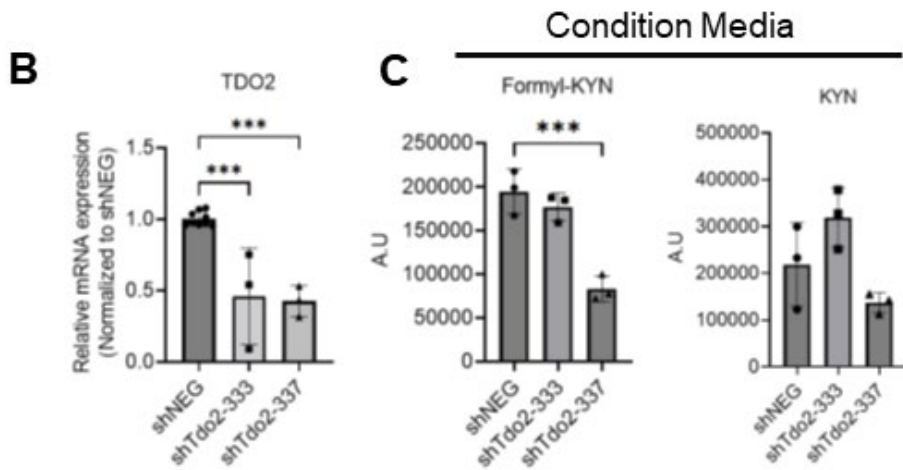 Condition Media
B
TDO2
***
***
Relative mRNA expression
(Normalized to shNEG)
1.5
1.0
0.5
0.0
shNEG
shTdo2-333
shTdo2-337
C
Formyl-KYN
***
A.U
250000
200000
150000
100000
50000
0
shNEG
shTdo2-333
shTdo2-337
KYN
A.U
500000
400000
300000
200000
100000
0
shNEG
shTdo2-333
shTdo2-337